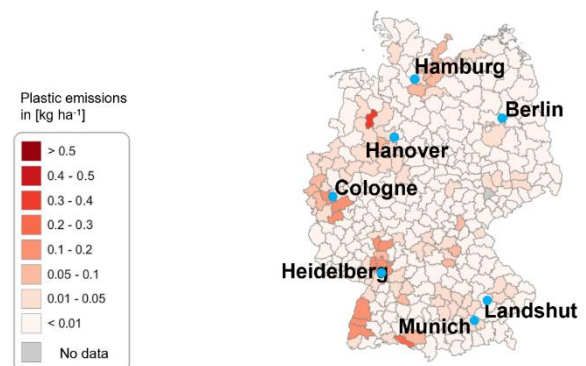 Plastic emissions
in [kg ha⁻¹]
> 0.5
0.4 - 0.5
0.3 - 0.4
0.2 - 0.3
0.1 - 0.2
0.05 - 0.1
0.01 - 0.05
< 0.01
No data
Hamburg
Berlin
Hanover
Cologne
Heidelberg
Landshut
Munich